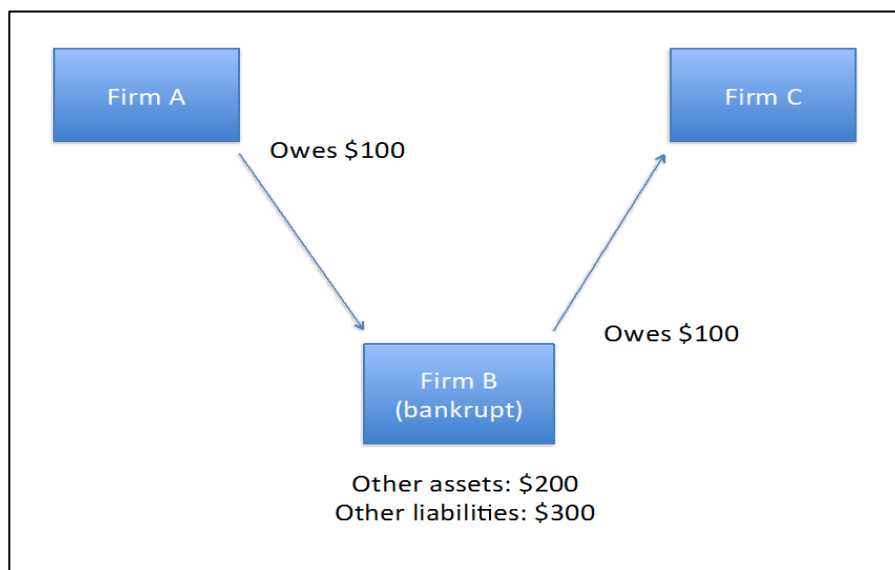 Firm A
Firm C
Owes $100
Owes $100
Firm B
(bankrupt)
Other assets: $200
Other liabilities: $300